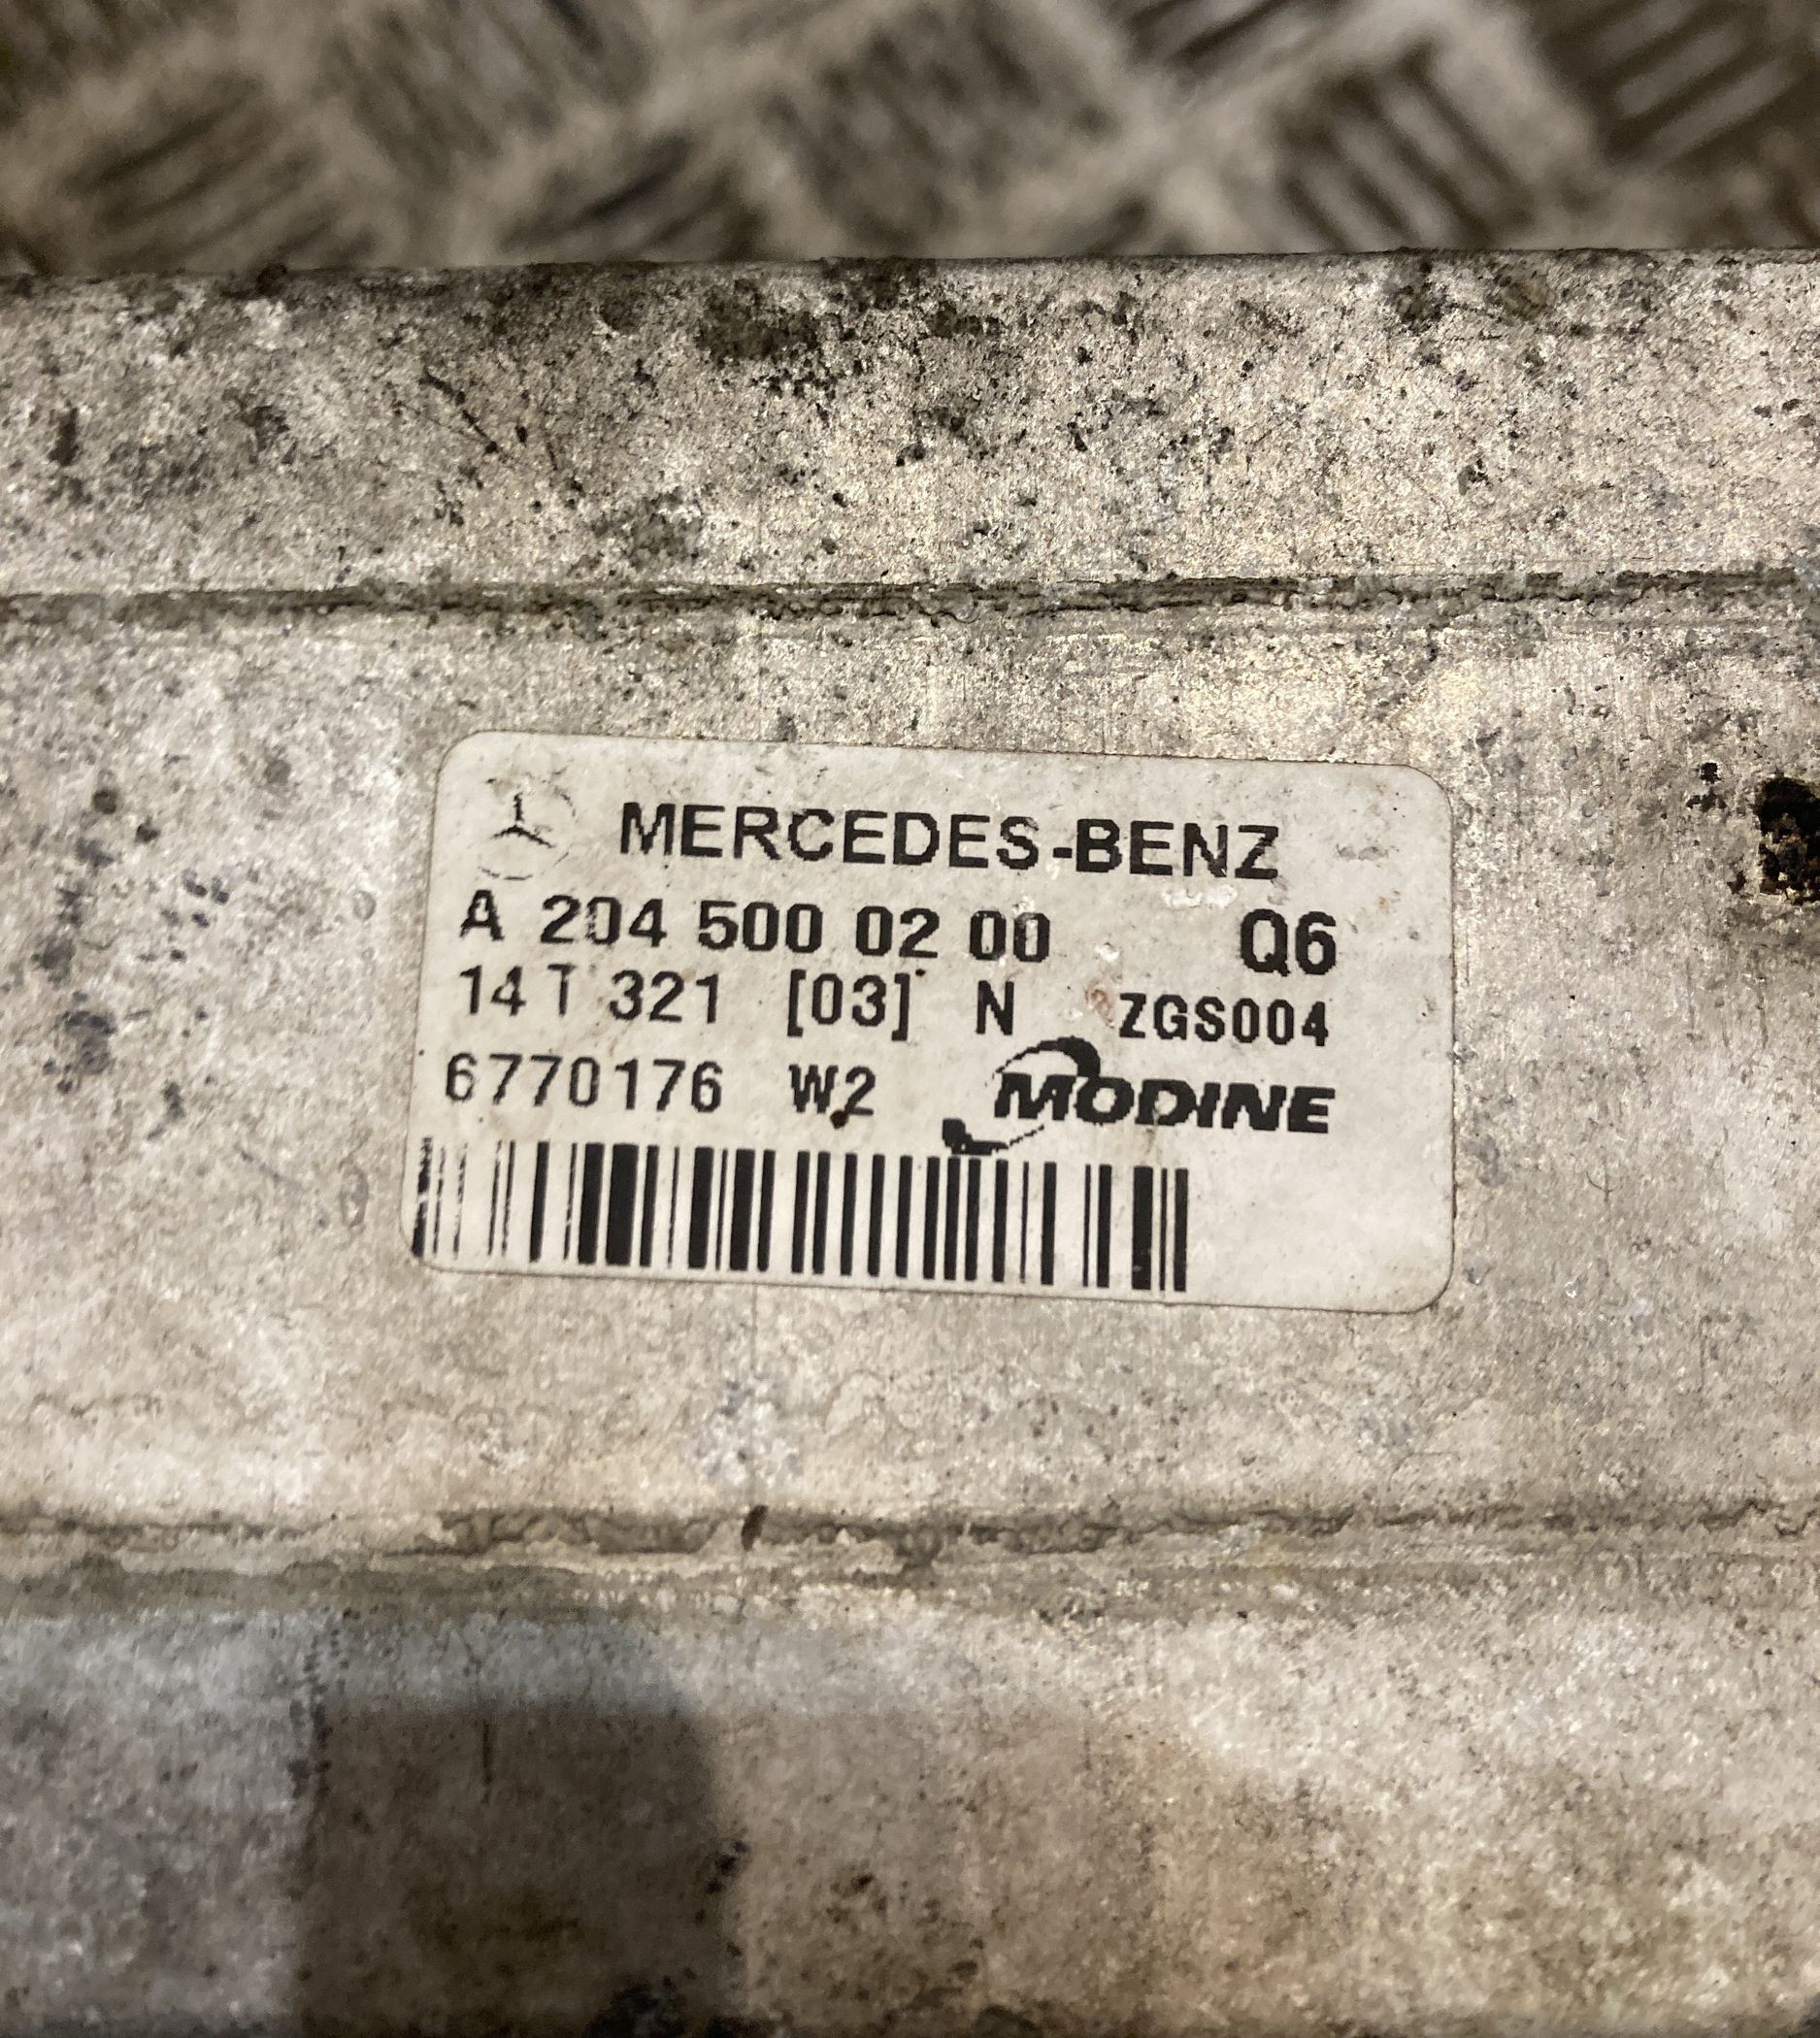 MERCEDES-BENZ
A 204 500 02 00 Q6
14 T 321 [03] N ZGS004
6770176 W2 MODINE